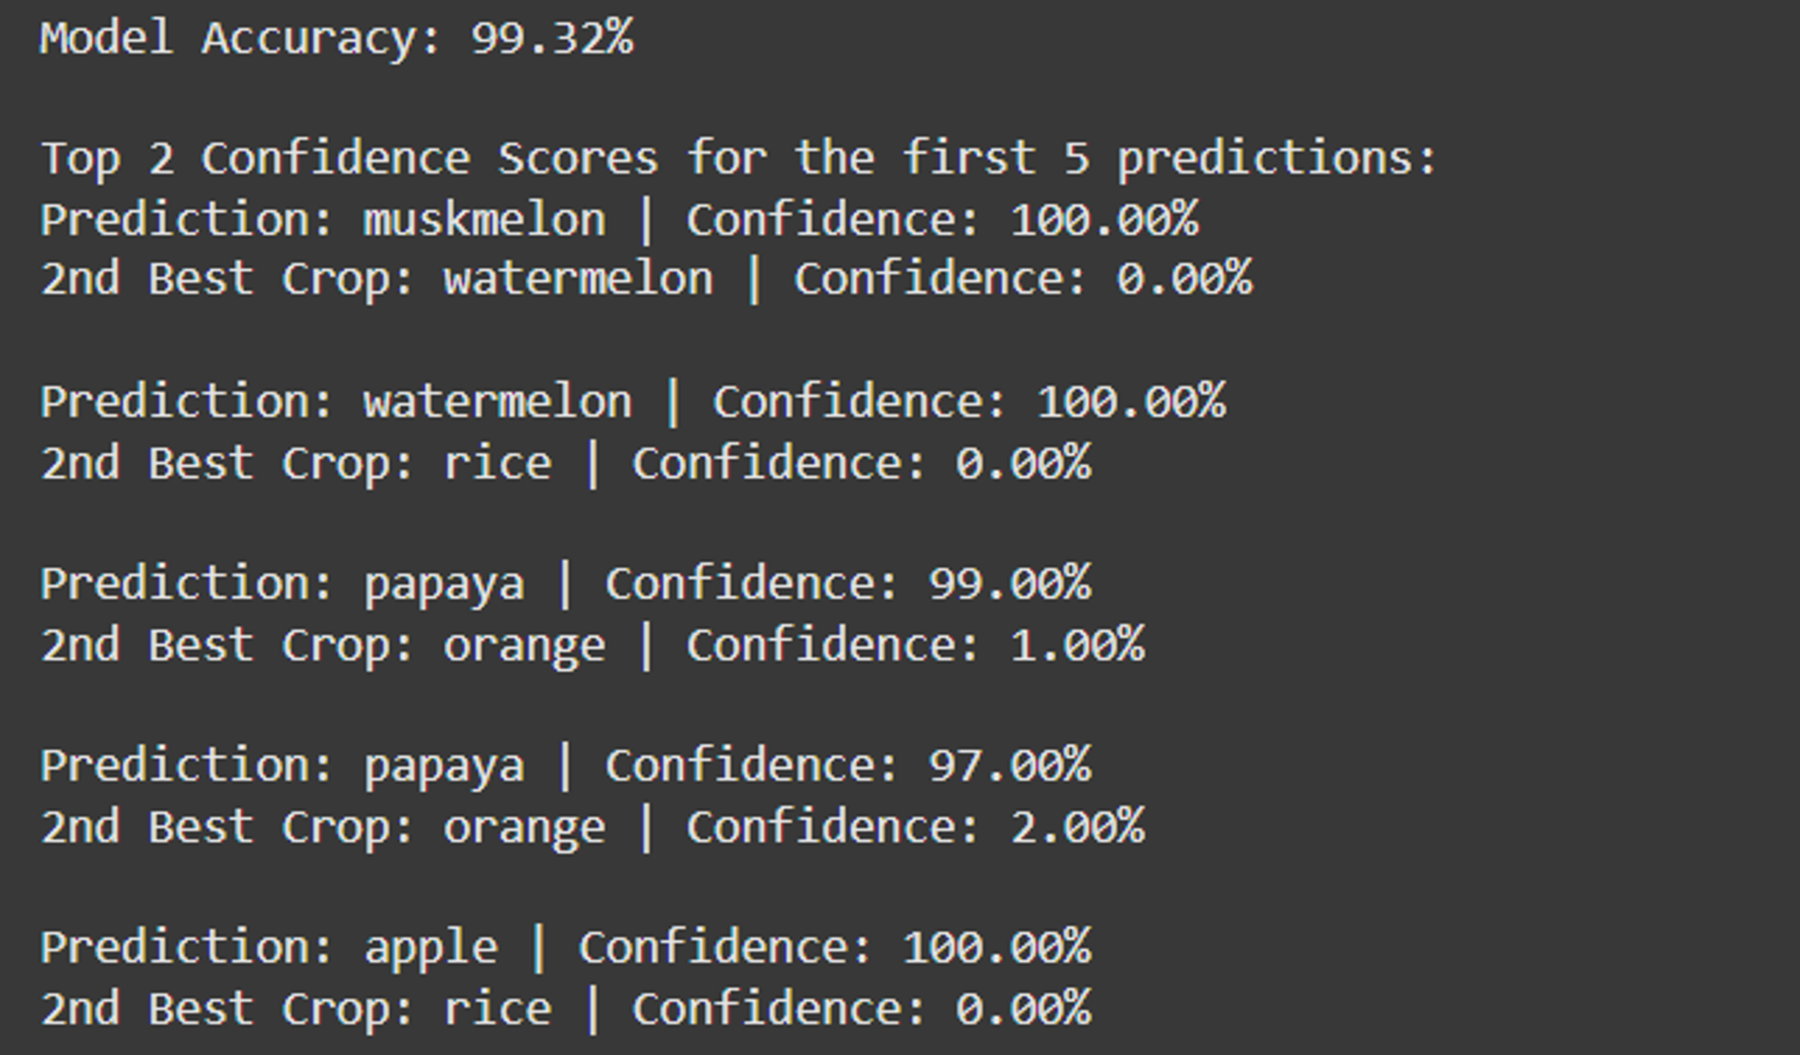 Model Accuracy: 99.32%
Top 2 Confidence Scores for the first 5 predictions:
Prediction: muskmelon | Confidence: 100.00%
2nd Best Crop: watermelon | Confidence: 0.00%
Prediction: watermelon | Confidence: 100.00%
2nd Best Crop: rice | Confidence: 0.00%
Prediction: papaya | Confidence: 99.00%
2nd Best Crop: orange | Confidence: 1.00%
Prediction: papaya | Confidence: 97.00%
2nd Best Crop: orange | Confidence: 2.00%
Prediction: apple | Confidence: 100.00%
2nd Best Crop: rice | Confidence: 0.00%